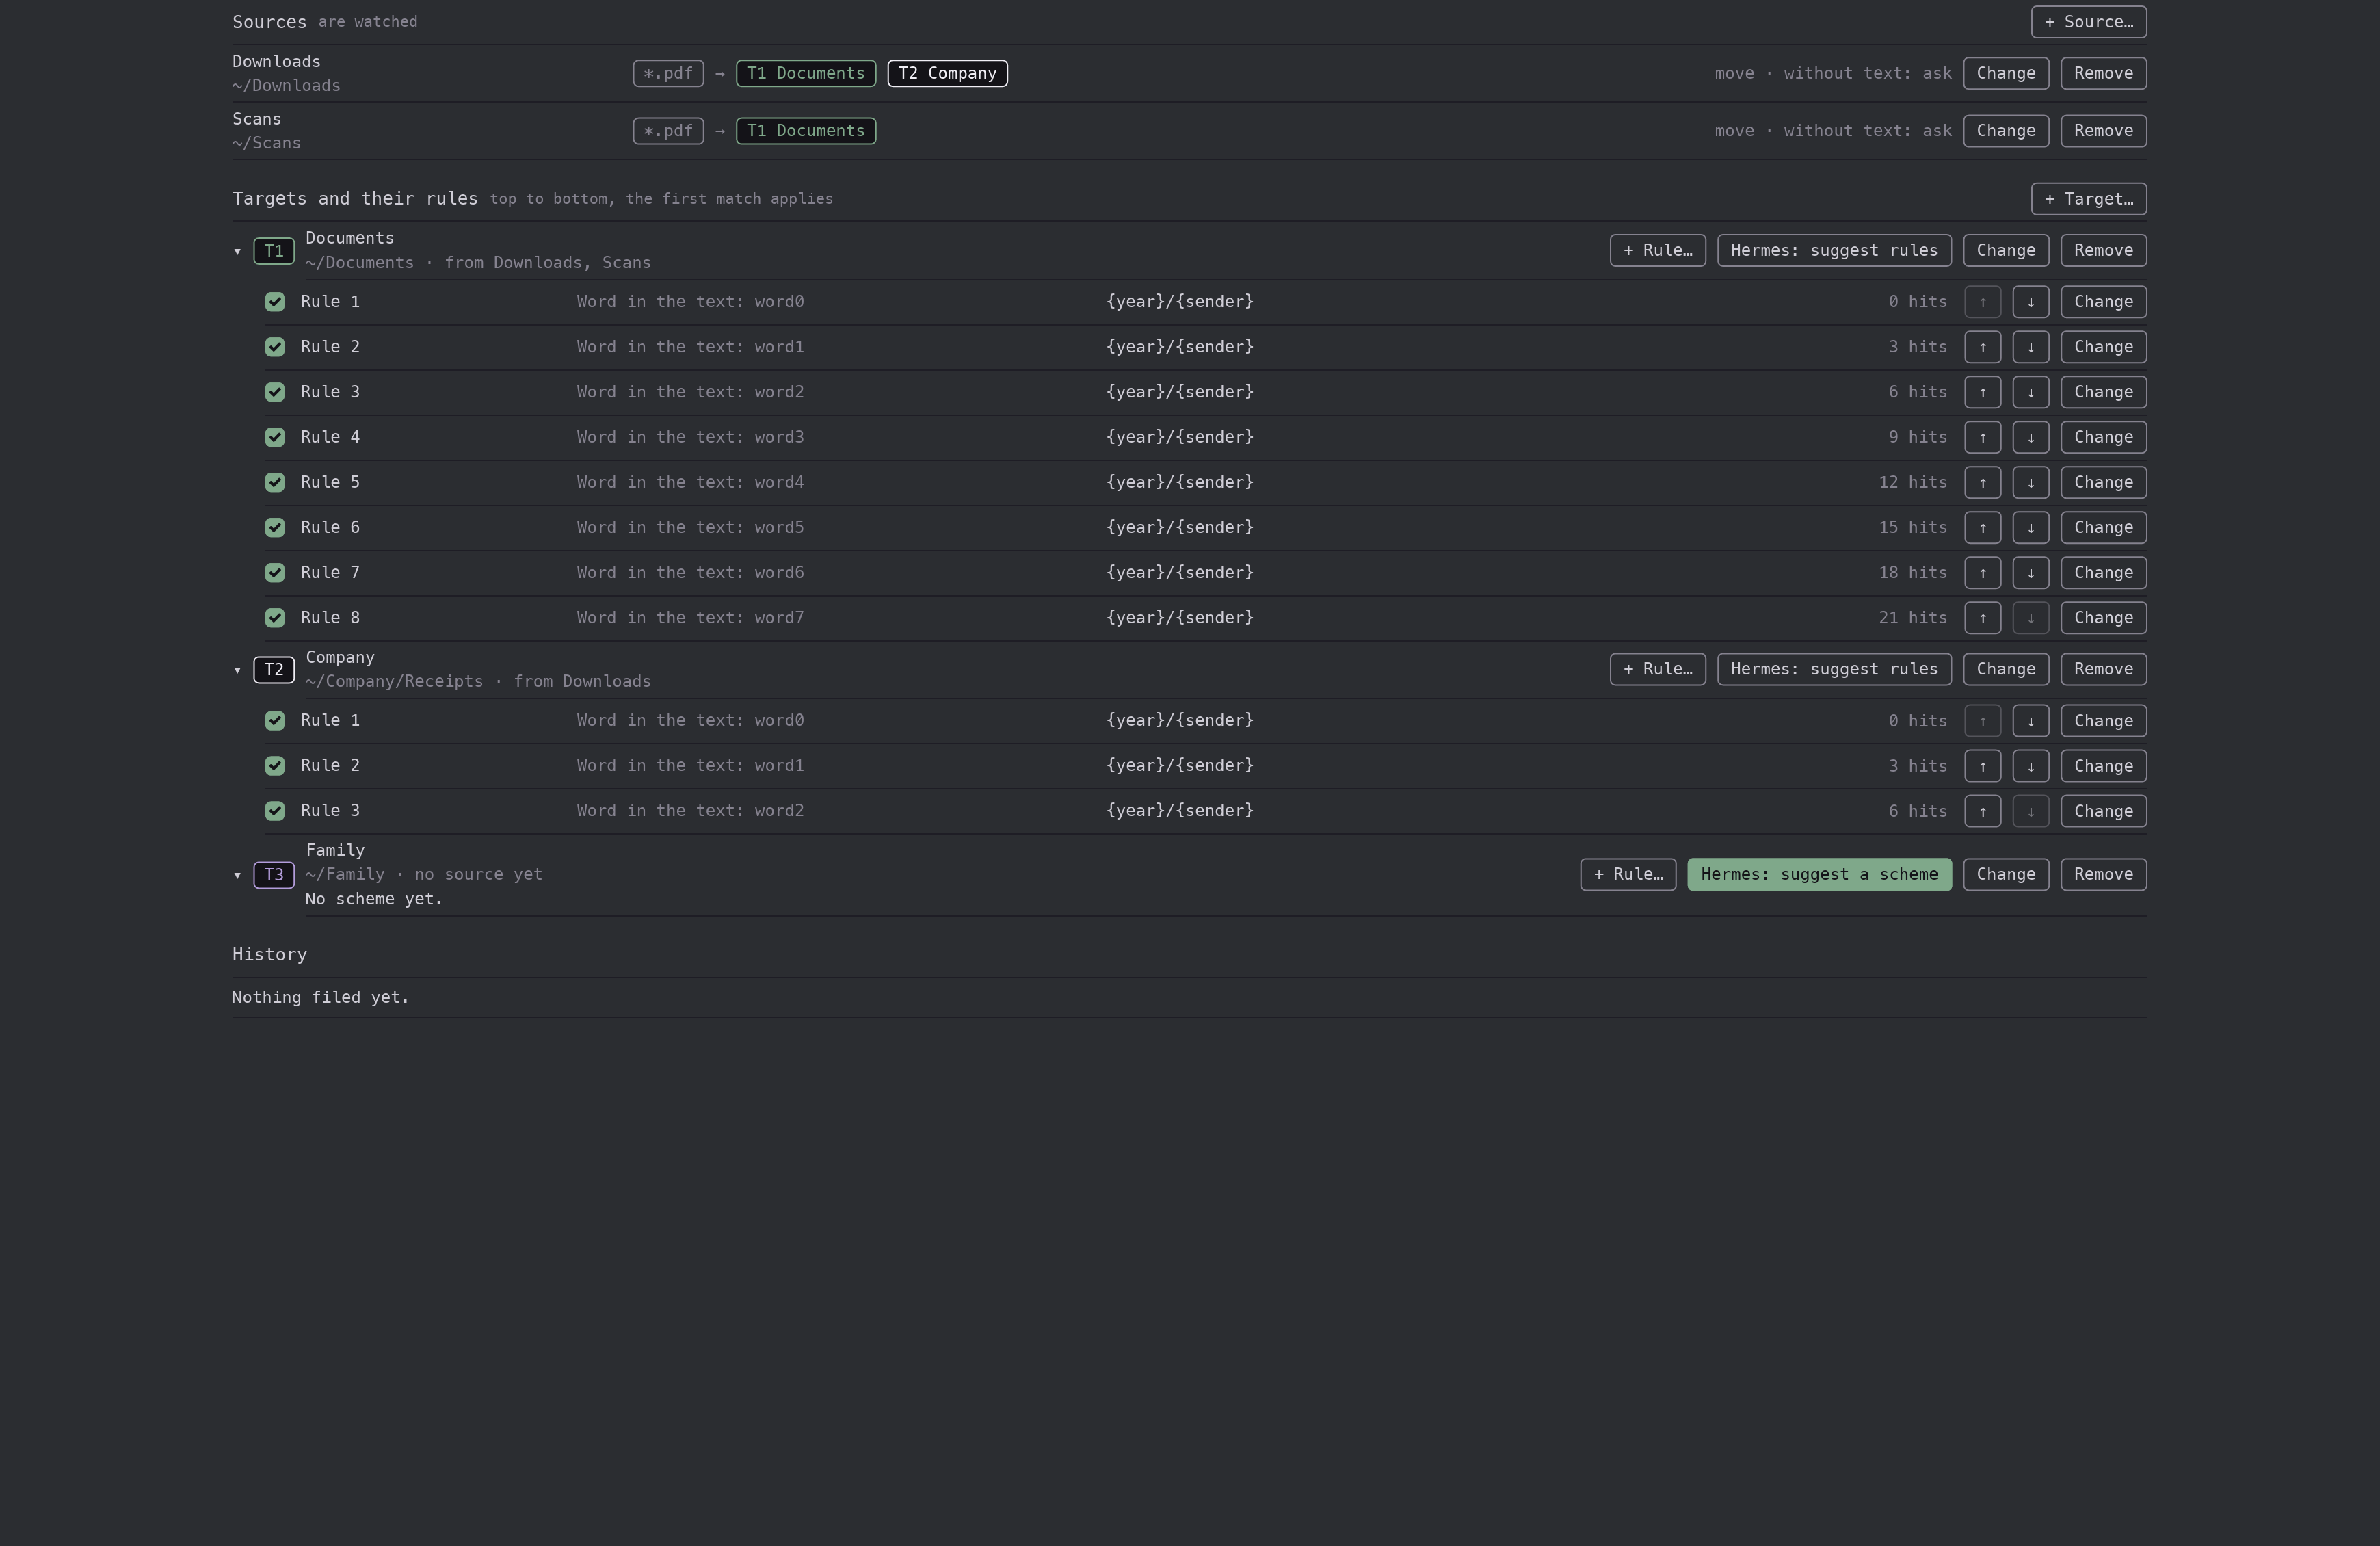 Sources are watched + Source…
Downloads
~/Downloads
*.pdf → T1 Documents T2 Company move · without text: ask Change Remove
Scans
~/Scans
*.pdf → T1 Documents move · without text: ask Change Remove
Targets and their rules top to bottom, the first match applies + Target…
▾ T1 Documents
~/Documents · from Downloads, Scans
+ Rule… Hermes: suggest rules Change Remove
Rule 1 Word in the text: word0 {year}/{sender} 0 hits ↑ ↓ Change
Rule 2 Word in the text: word1 {year}/{sender} 3 hits ↑ ↓ Change
Rule 3 Word in the text: word2 {year}/{sender} 6 hits ↑ ↓ Change
Rule 4 Word in the text: word3 {year}/{sender} 9 hits ↑ ↓ Change
Rule 5 Word in the text: word4 {year}/{sender} 12 hits ↑ ↓ Change
Rule 6 Word in the text: word5 {year}/{sender} 15 hits ↑ ↓ Change
Rule 7 Word in the text: word6 {year}/{sender} 18 hits ↑ ↓ Change
Rule 8 Word in the text: word7 {year}/{sender} 21 hits ↑ ↓ Change
▾ T2 Company
~/Company/Receipts · from Downloads
+ Rule… Hermes: suggest rules Change Remove
Rule 1 Word in the text: word0 {year}/{sender} 0 hits ↑ ↓ Change
Rule 2 Word in the text: word1 {year}/{sender} 3 hits ↑ ↓ Change
Rule 3 Word in the text: word2 {year}/{sender} 6 hits ↑ ↓ Change
▾ T3 Family
~/Family · no source yet
No scheme yet.
+ Rule… Hermes: suggest a scheme Change Remove
History
Nothing filed yet.